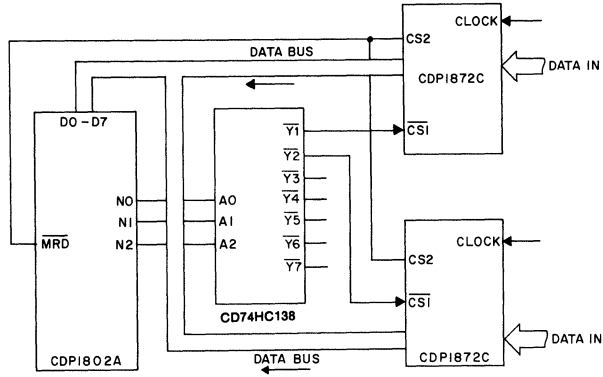 CLOCK
CS2
DATA BUS
CDP1872C
DATA IN
D0-D7
Y1
CS1
Y2
N0
A0
Y3
Y4
N1
A1
Y5
CLOCK
MRD
N2
A2
Y6
CS2
Y7
CS1
CD74HC138
DATA IN
CDP1802A
DATA BUS
CDP1872C